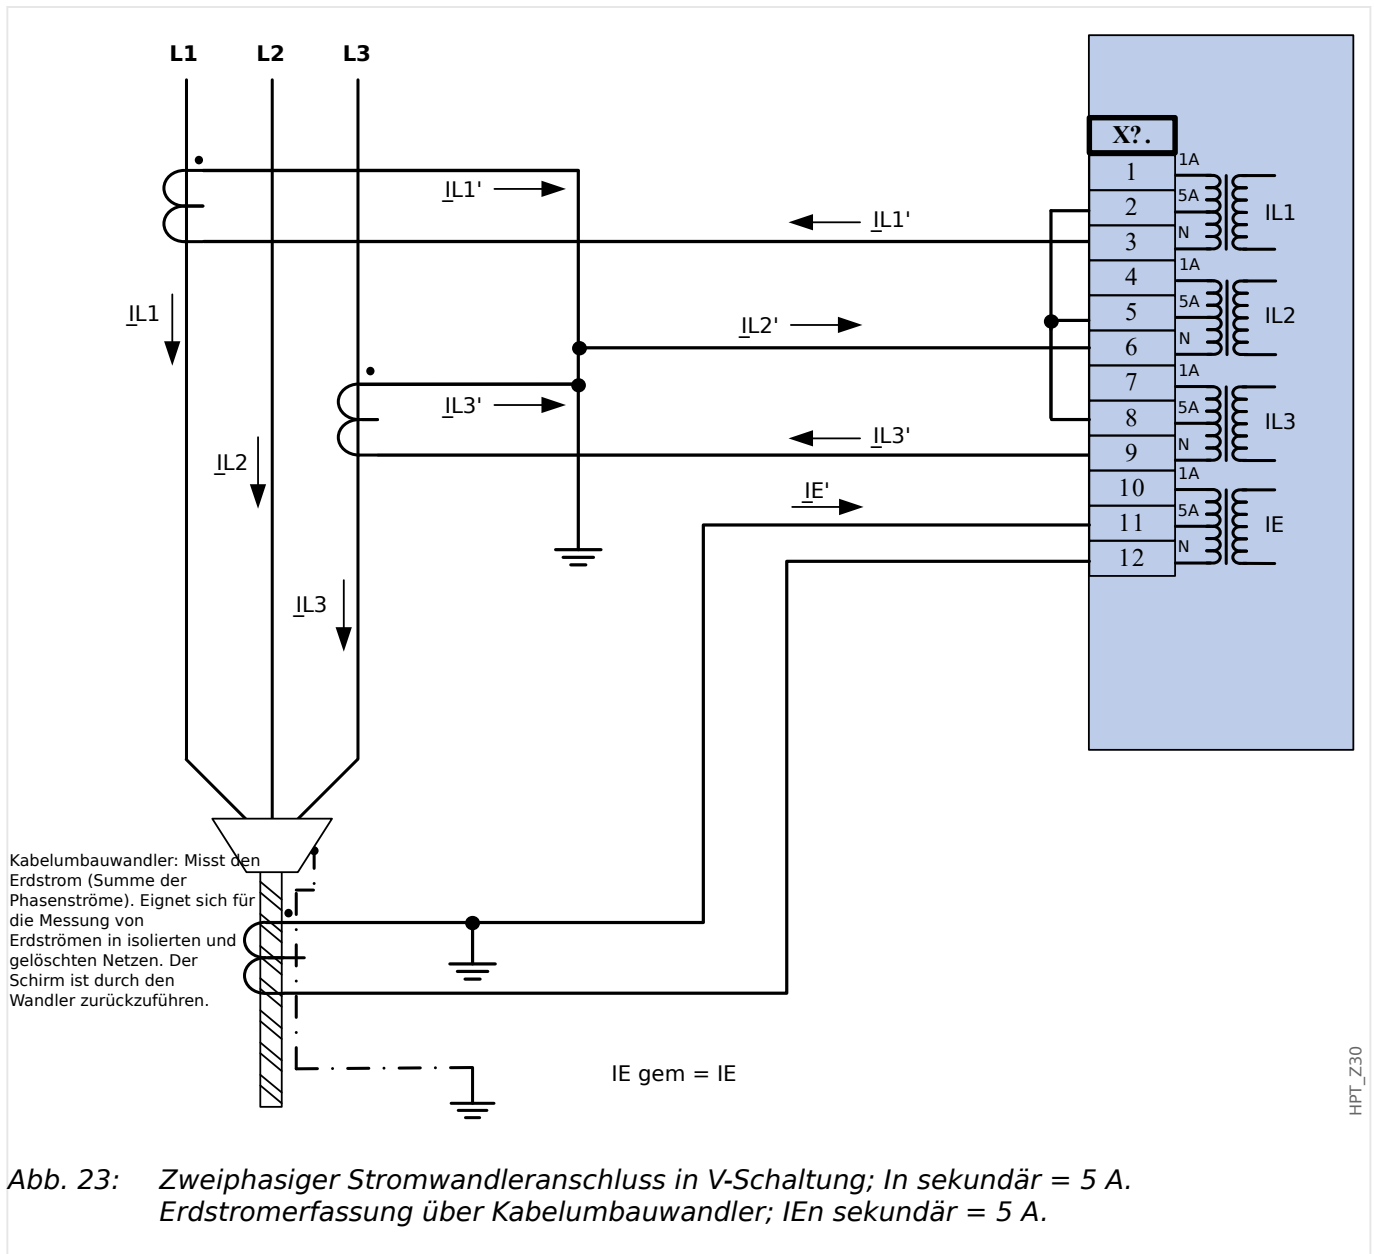 L1 L2 L3
X?.
1 1A
2 5A IL1
3 N
4 1A
5 5A IL2
6 N
7 1A
8 5A IL3
9 N
10 1A
11 5A IE
12 N
IL1'
IL1'
IL1
IL2'
IL3'
IL3'
IL2
IE'
IL3
Kabelumbauwandler: Misst den
Erdstrom (Summe der
Phasenströme). Eignet sich für
die Messung von
Erdströmen in isolierten und
gelöschten Netzen. Der
Schirm ist durch den
Wandler zurückzuführen.
IE gem = IE
HPT_Z30
Abb. 23: Zweiphasiger Stromwandleranschluss in V-Schaltung; In sekundär = 5 A.
Erdstromerfassung über Kabelumbauwandler; IEn sekundär = 5 A.